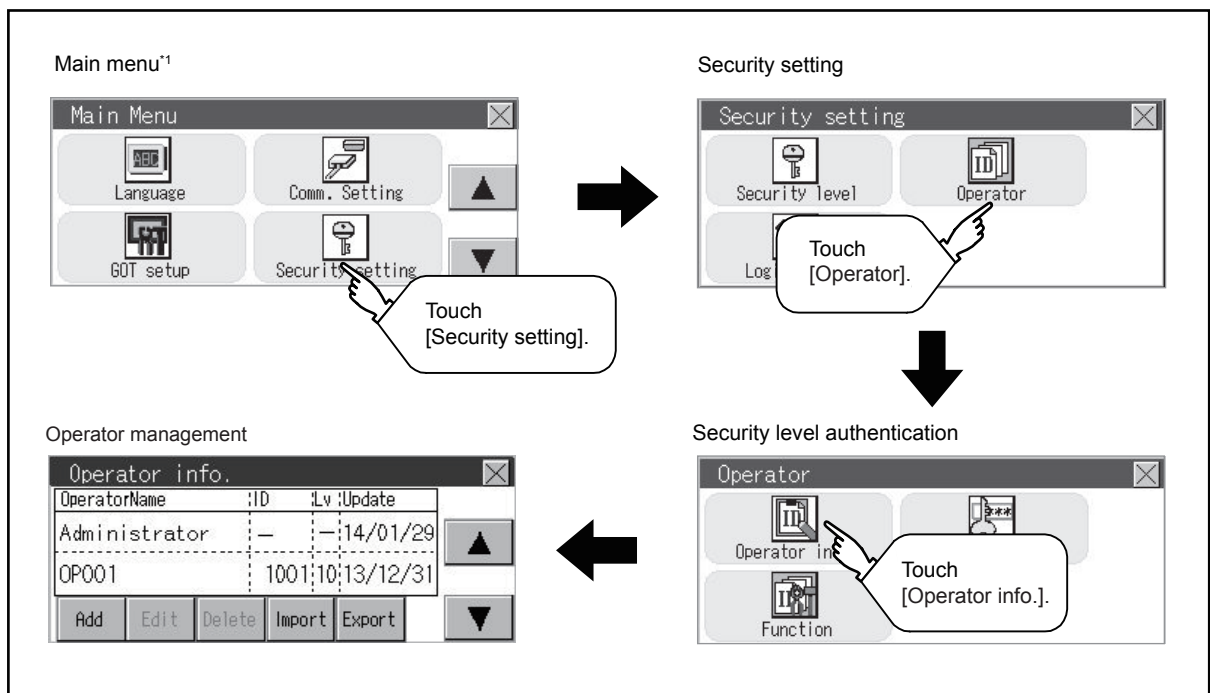 Main menu*1
Main Menu
Language
Comm. Setting
GOT setup
Security setting
Touch
[Security setting].
Security setting
Security setting
Security level
Operator
Touch
[Operator].
Security level authentication
Operator
Operator
Function
Touch
[Operator info.].
Operator management
Operator info.
OperatorName ID Lv Update
Administrator – – 14/01/29
OP001 1001 10 13/12/31
Add Edit Delete Import Export